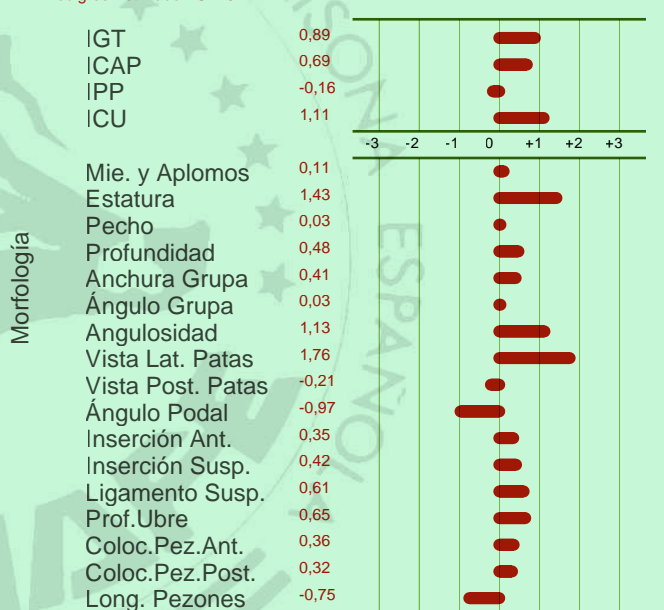 IGT 0,89
ICAP 0,69
IPP -0,16
ICU 1,11
-3 -2 -1 0 +1 +2 +3
Morfología
Mie. y Aplomos 0,11
Estatura 1,43
Pecho 0,03
Profundidad 0,48
Anchura Grupa 0,41
Ángulo Grupa 0,03
Angulosidad 1,13
Vista Lat. Patas 1,76
Vista Post. Patas -0,21
Ángulo Podal -0,97
Inserción Ant. 0,35
Inserción Susp. 0,42
Ligamento Susp. 0,61
Prof.Ubre 0,65
Coloc.Pez.Ant. 0,36
Coloc.Pez.Post. 0,32
Long. Pezones -0,75
ESPAÑOLA